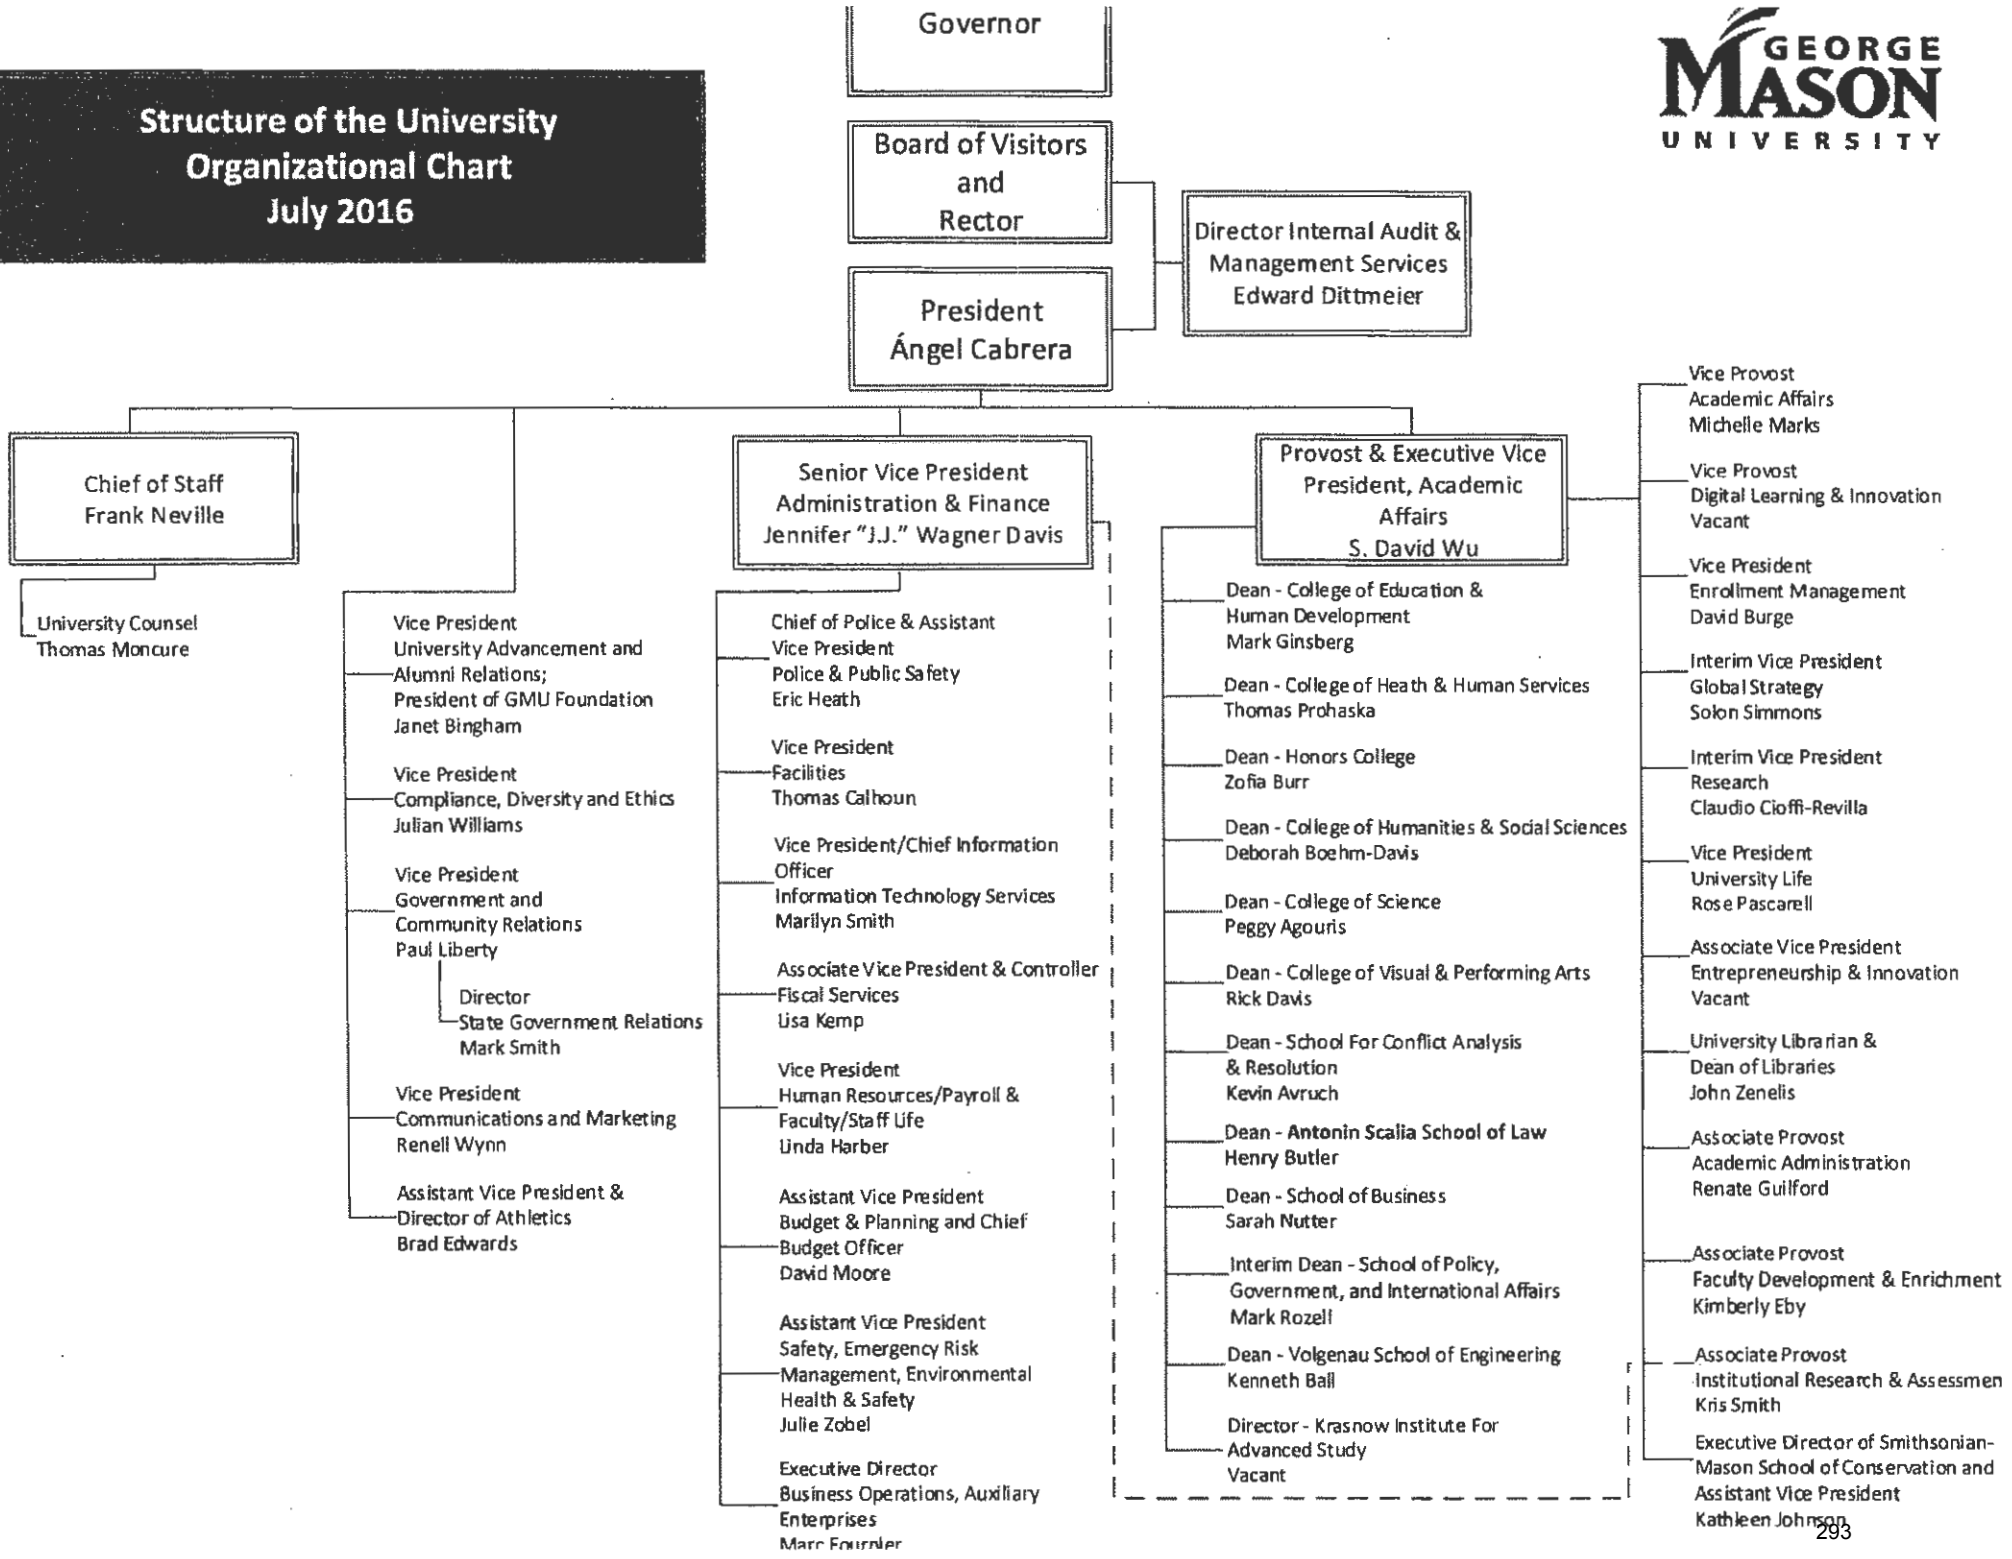 Governor
GEORGE
MASON
UNIVERSITY
Structure of the University
Organizational Chart
July 2016
Board of Visitors
and
Rector
Director Internal Audit &
Management Services
Edward Dittmeier
President
Ángel Cabrera
Chief of Staff
Frank Neville
University Counsel
Thomas Moncure
Vice President
University Advancement and
Alumni Relations;
President of GMU Foundation
Janet Bingham
Vice President
Compliance, Diversity and Ethics
Julian Williams
Vice President
Government and
Community Relations
Paul Liberty
Director
State Government Relations
Mark Smith
Vice President
Communications and Marketing
Renell Wynn
Assistant Vice President &
Director of Athletics
Brad Edwards
Senior Vice President
Administration & Finance
Jennifer "J.J." Wagner Davis
Chief of Police & Assistant
Vice President
Police & Public Safety
Eric Heath
Vice President
Facilities
Thomas Calhoun
Vice President/Chief Information
Officer
Information Technology Services
Marilyn Smith
Associate Vice President & Controller
Fiscal Services
Lisa Kemp
Vice President
Human Resources/Payroll &
Faculty/Staff Life
Linda Harber
Assistant Vice President
Budget & Planning and Chief
Budget Officer
David Moore
Assistant Vice President
Safety, Emergency Risk
Management, Environmental
Health & Safety
Julie Zobel
Executive Director
Business Operations, Auxiliary
Enterprises
Marc Fournier
Provost & Executive Vice
President, Academic
Affairs
S. David Wu
Dean - College of Education &
Human Development
Mark Ginsberg
Dean - College of Heath & Human Services
Thomas Prohaska
Dean - Honors College
Zofia Burr
Dean - College of Humanities & Social Sciences
Deborah Boehm-Davis
Dean - College of Science
Peggy Agouris
Dean - College of Visual & Performing Arts
Rick Davis
Dean - School For Conflict Analysis
& Resolution
Kevin Avruch
Dean - Antonin Scalia School of Law
Henry Butler
Dean - School of Business
Sarah Nutter
Interim Dean - School of Policy,
Government, and International Affairs
Mark Rozell
Dean - Volgenau School of Engineering
Kenneth Ball
Director - Krasnow Institute For
Advanced Study
Vacant
Vice Provost
Academic Affairs
Michelle Marks
Vice Provost
Digital Learning & Innovation
Vacant
Vice President
Enrollment Management
David Burge
Interim Vice President
Global Strategy
Solon Simmons
Interim Vice President
Research
Claudio Cioffi-Revilla
Vice President
University Life
Rose Pascarell
Associate Vice President
Entrepreneurship & Innovation
Vacant
University Librarian &
Dean of Libraries
John Zenelis
Associate Provost
Academic Administration
Renate Guilford
Associate Provost
Faculty Development & Enrichment
Kimberly Eby
Associate Provost
Institutional Research & Assessmen
Kris Smith
Executive Director of Smithsonian-
Mason School of Conservation and
Assistant Vice President
Kathleen Johnson
293